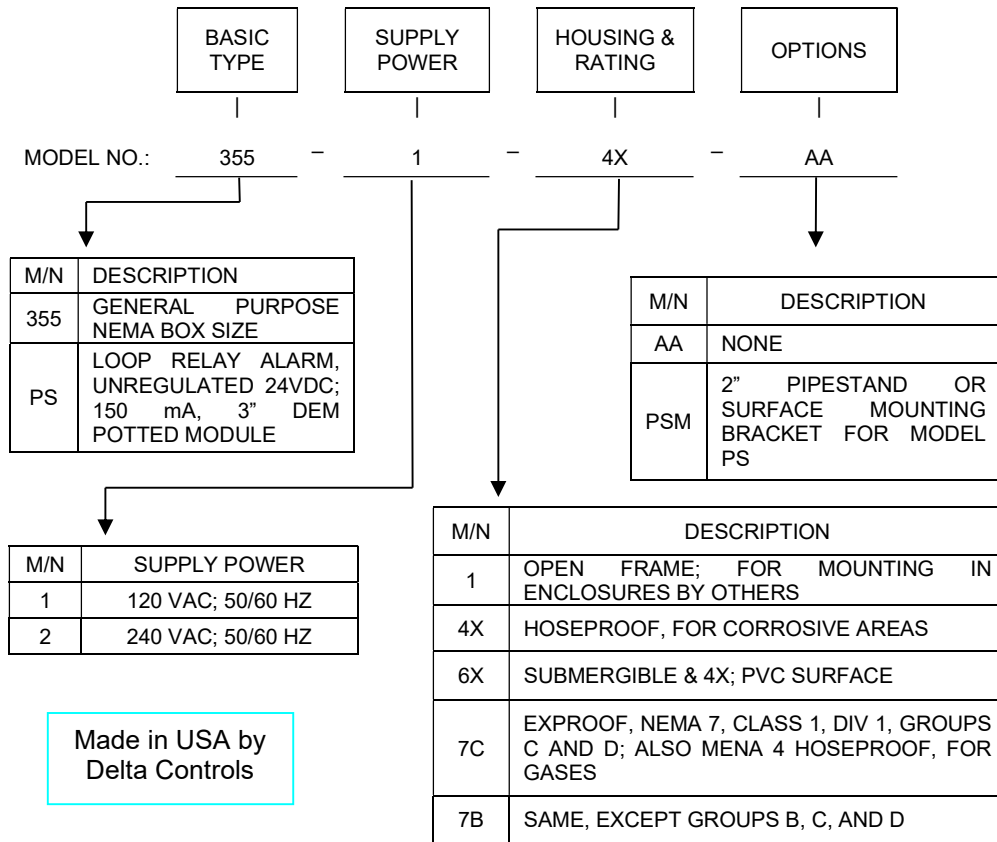 BASIC
TYPE
SUPPLY
POWER
HOUSING &
RATING
OPTIONS
MODEL NO.: 355 – 1 – 4X – AA
M/N DESCRIPTION
355 GENERAL PURPOSE
NEMA BOX SIZE
PS LOOP RELAY ALARM,
UNREGULATED 24VDC;
150 mA, 3” DEM
POTTED MODULE
M/N DESCRIPTION
AA NONE
PSM 2” PIPESTAND OR
SURFACE MOUNTING
BRACKET FOR MODEL
PS
M/N SUPPLY POWER
1 120 VAC; 50/60 HZ
2 240 VAC; 50/60 HZ
M/N DESCRIPTION
1 OPEN FRAME; FOR MOUNTING IN
ENCLOSURES BY OTHERS
4X HOSEPROOF, FOR CORROSIVE AREAS
6X SUBMERGIBLE & 4X; PVC SURFACE
7C EXPROOF, NEMA 7, CLASS 1, DIV 1, GROUPS
C AND D; ALSO MENA 4 HOSEPROOF, FOR
GASES
7B SAME, EXCEPT GROUPS B, C, AND D
Made in USA by
Delta Controls